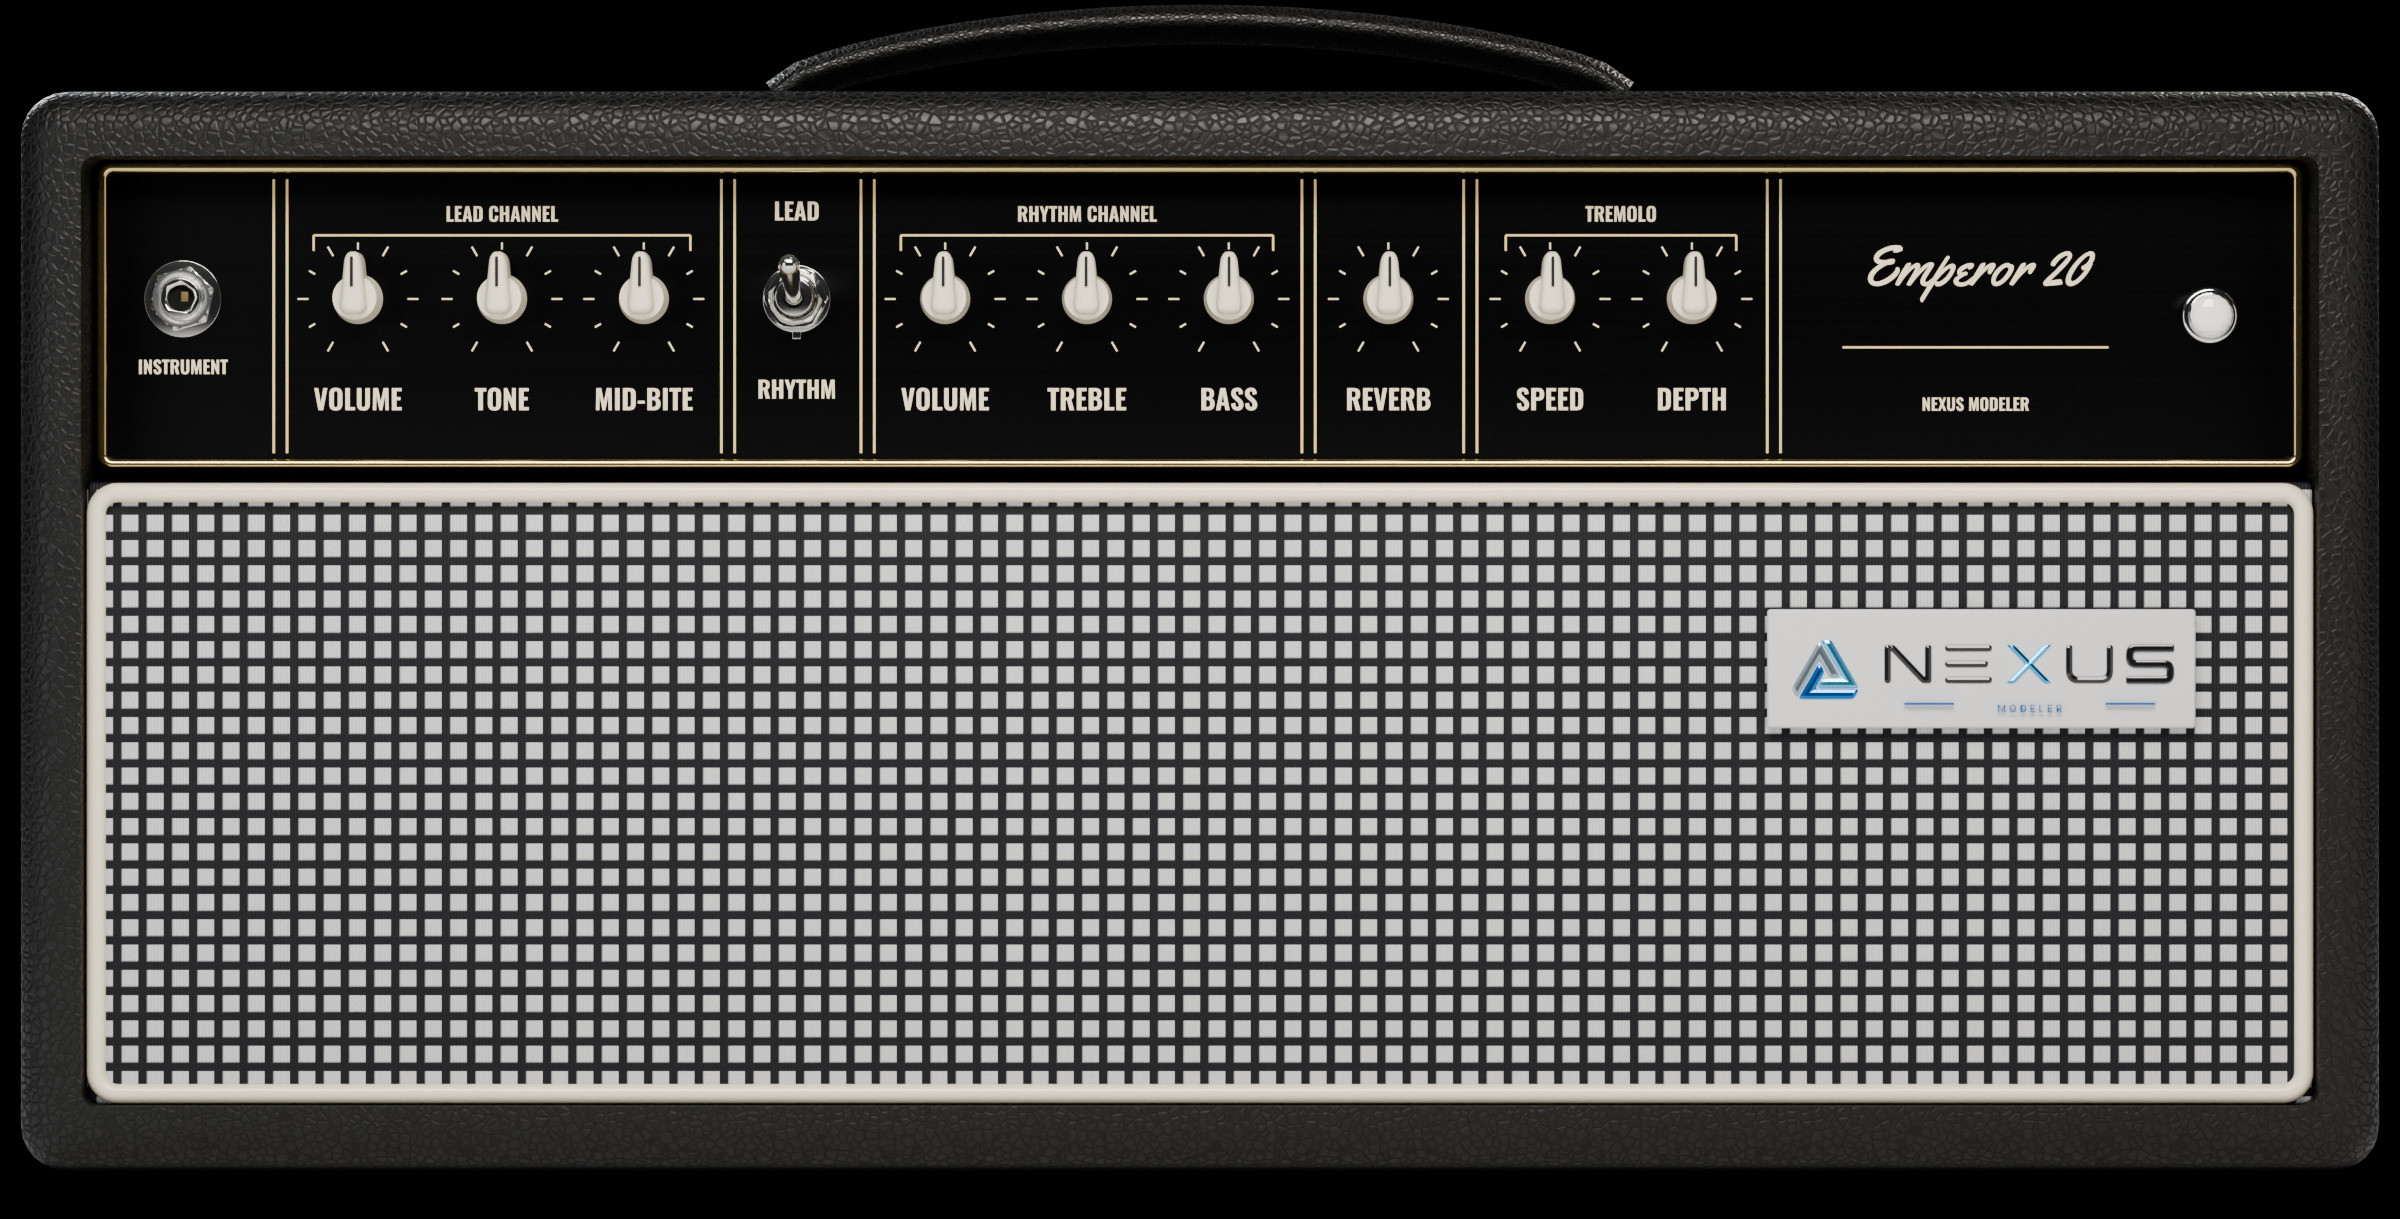 LEAD CHANNEL
LEAD
RHYTHM CHANNEL
TREMOLO
Emperor 20
INSTRUMENT
VOLUME
TONE
MID-BITE
RHYTHM
VOLUME
TREBLE
BASS
REVERB
SPEED
DEPTH
NEXUS MODELER
NEXUS
MODELER